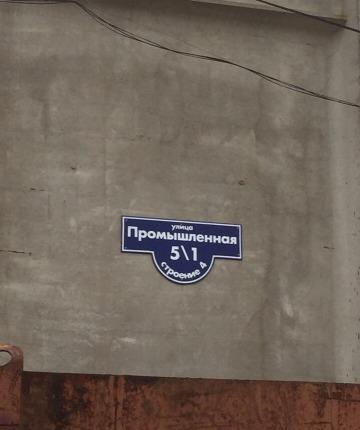 улица
Промышленная
5\1
строение 4